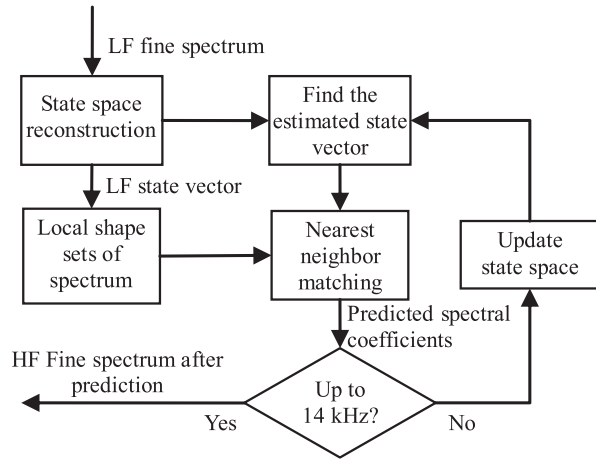 LF fine spectrum
State space
reconstruction
Find the
estimated state
vector
LF state vector
Local shape
sets of
spectrum
Nearest
neighbor
matching
Update
state space
Predicted spectral
coefficients
HF Fine spectrum after
prediction
Up to
14 kHz?
Yes
No